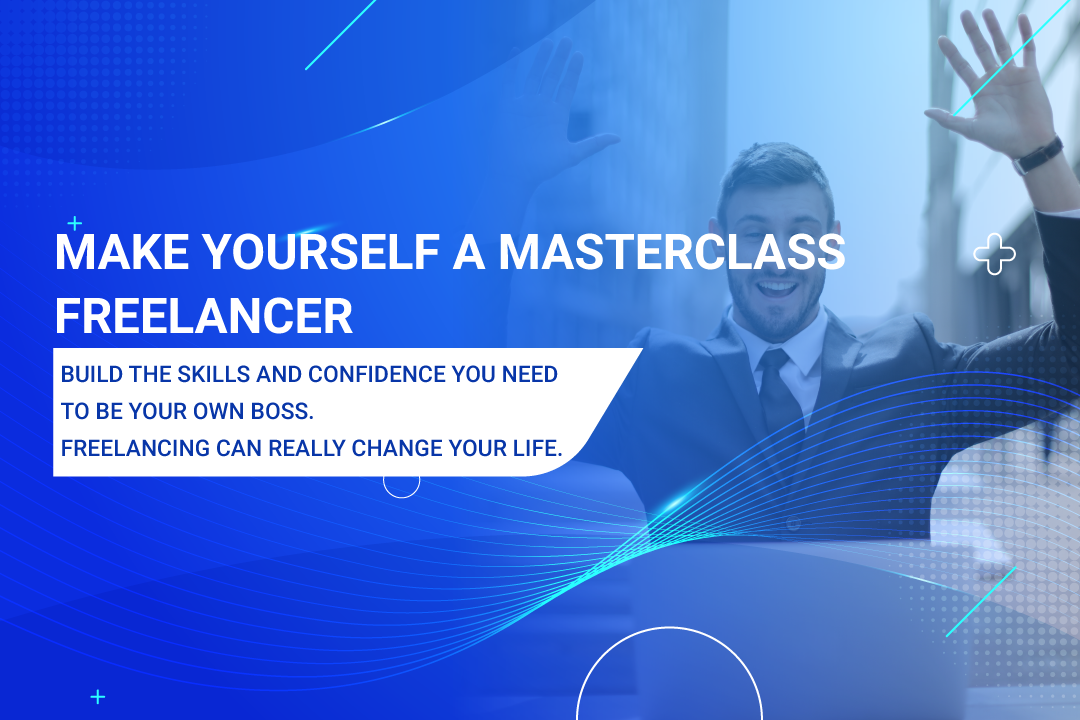 MAKE YOURSELF A MASTERCLASS
FREELANCER
BUILD THE SKILLS AND CONFIDENCE YOU NEED
TO BE YOUR OWN BOSS.
FREELANCING CAN REALLY CHANGE YOUR LIFE.